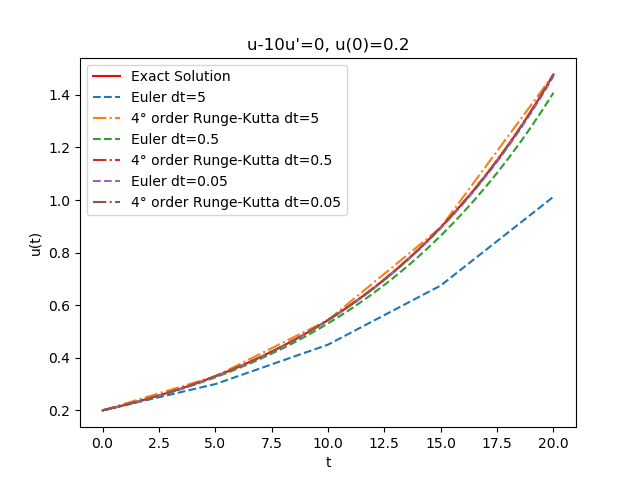 u-10u'=0, u(0)=0.2
Exact Solution
Euler dt=5
4° order Runge-Kutta dt=5
Euler dt=0.5
4° order Runge-Kutta dt=0.5
Euler dt=0.05
4° order Runge-Kutta dt=0.05
1.4
1.2
1.0
0.8
0.6
0.4
0.2
u(t)
0.0 2.5 5.0 7.5 10.0 12.5 15.0 17.5 20.0
t